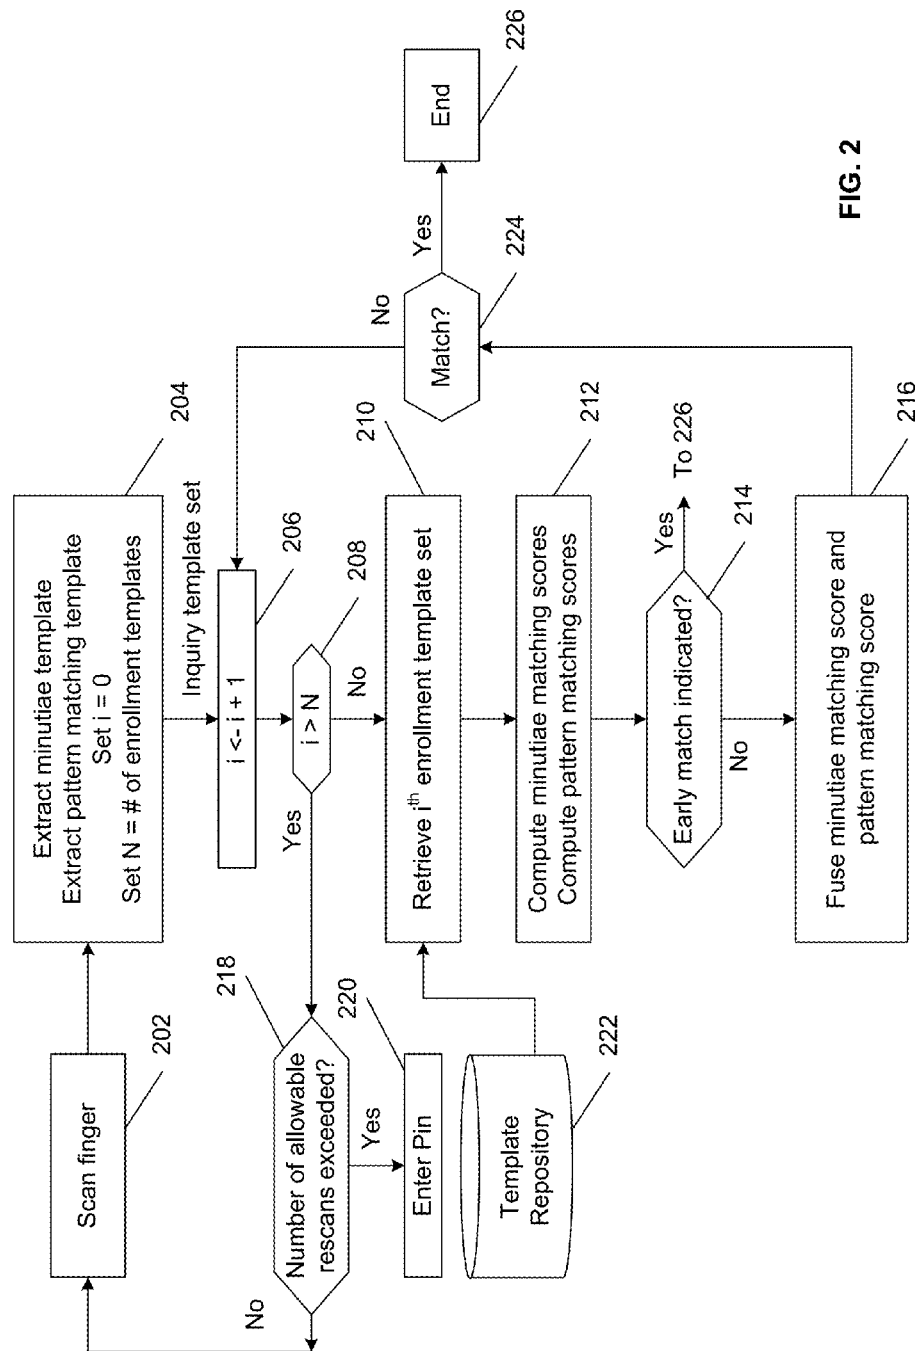 Scan finger
202
Extract minutiae template
Extract pattern matching template
Set i = 0
Set N = # of enrollment templates
204
Inquiry template set
i <- i + 1
206
i > N
208
Yes
No
Number of allowable
rescans exceeded?
218
No
Yes
Enter Pin
220
Template
Repository
222
Retrieve ith enrollment template set
210
Compute minutiae matching scores
Compute pattern matching scores
212
Early match indicated?
214
Yes
To 226
No
Fuse minutiae matching score and
pattern matching score
216
Match?
224
No
Yes
End
226
FIG. 2